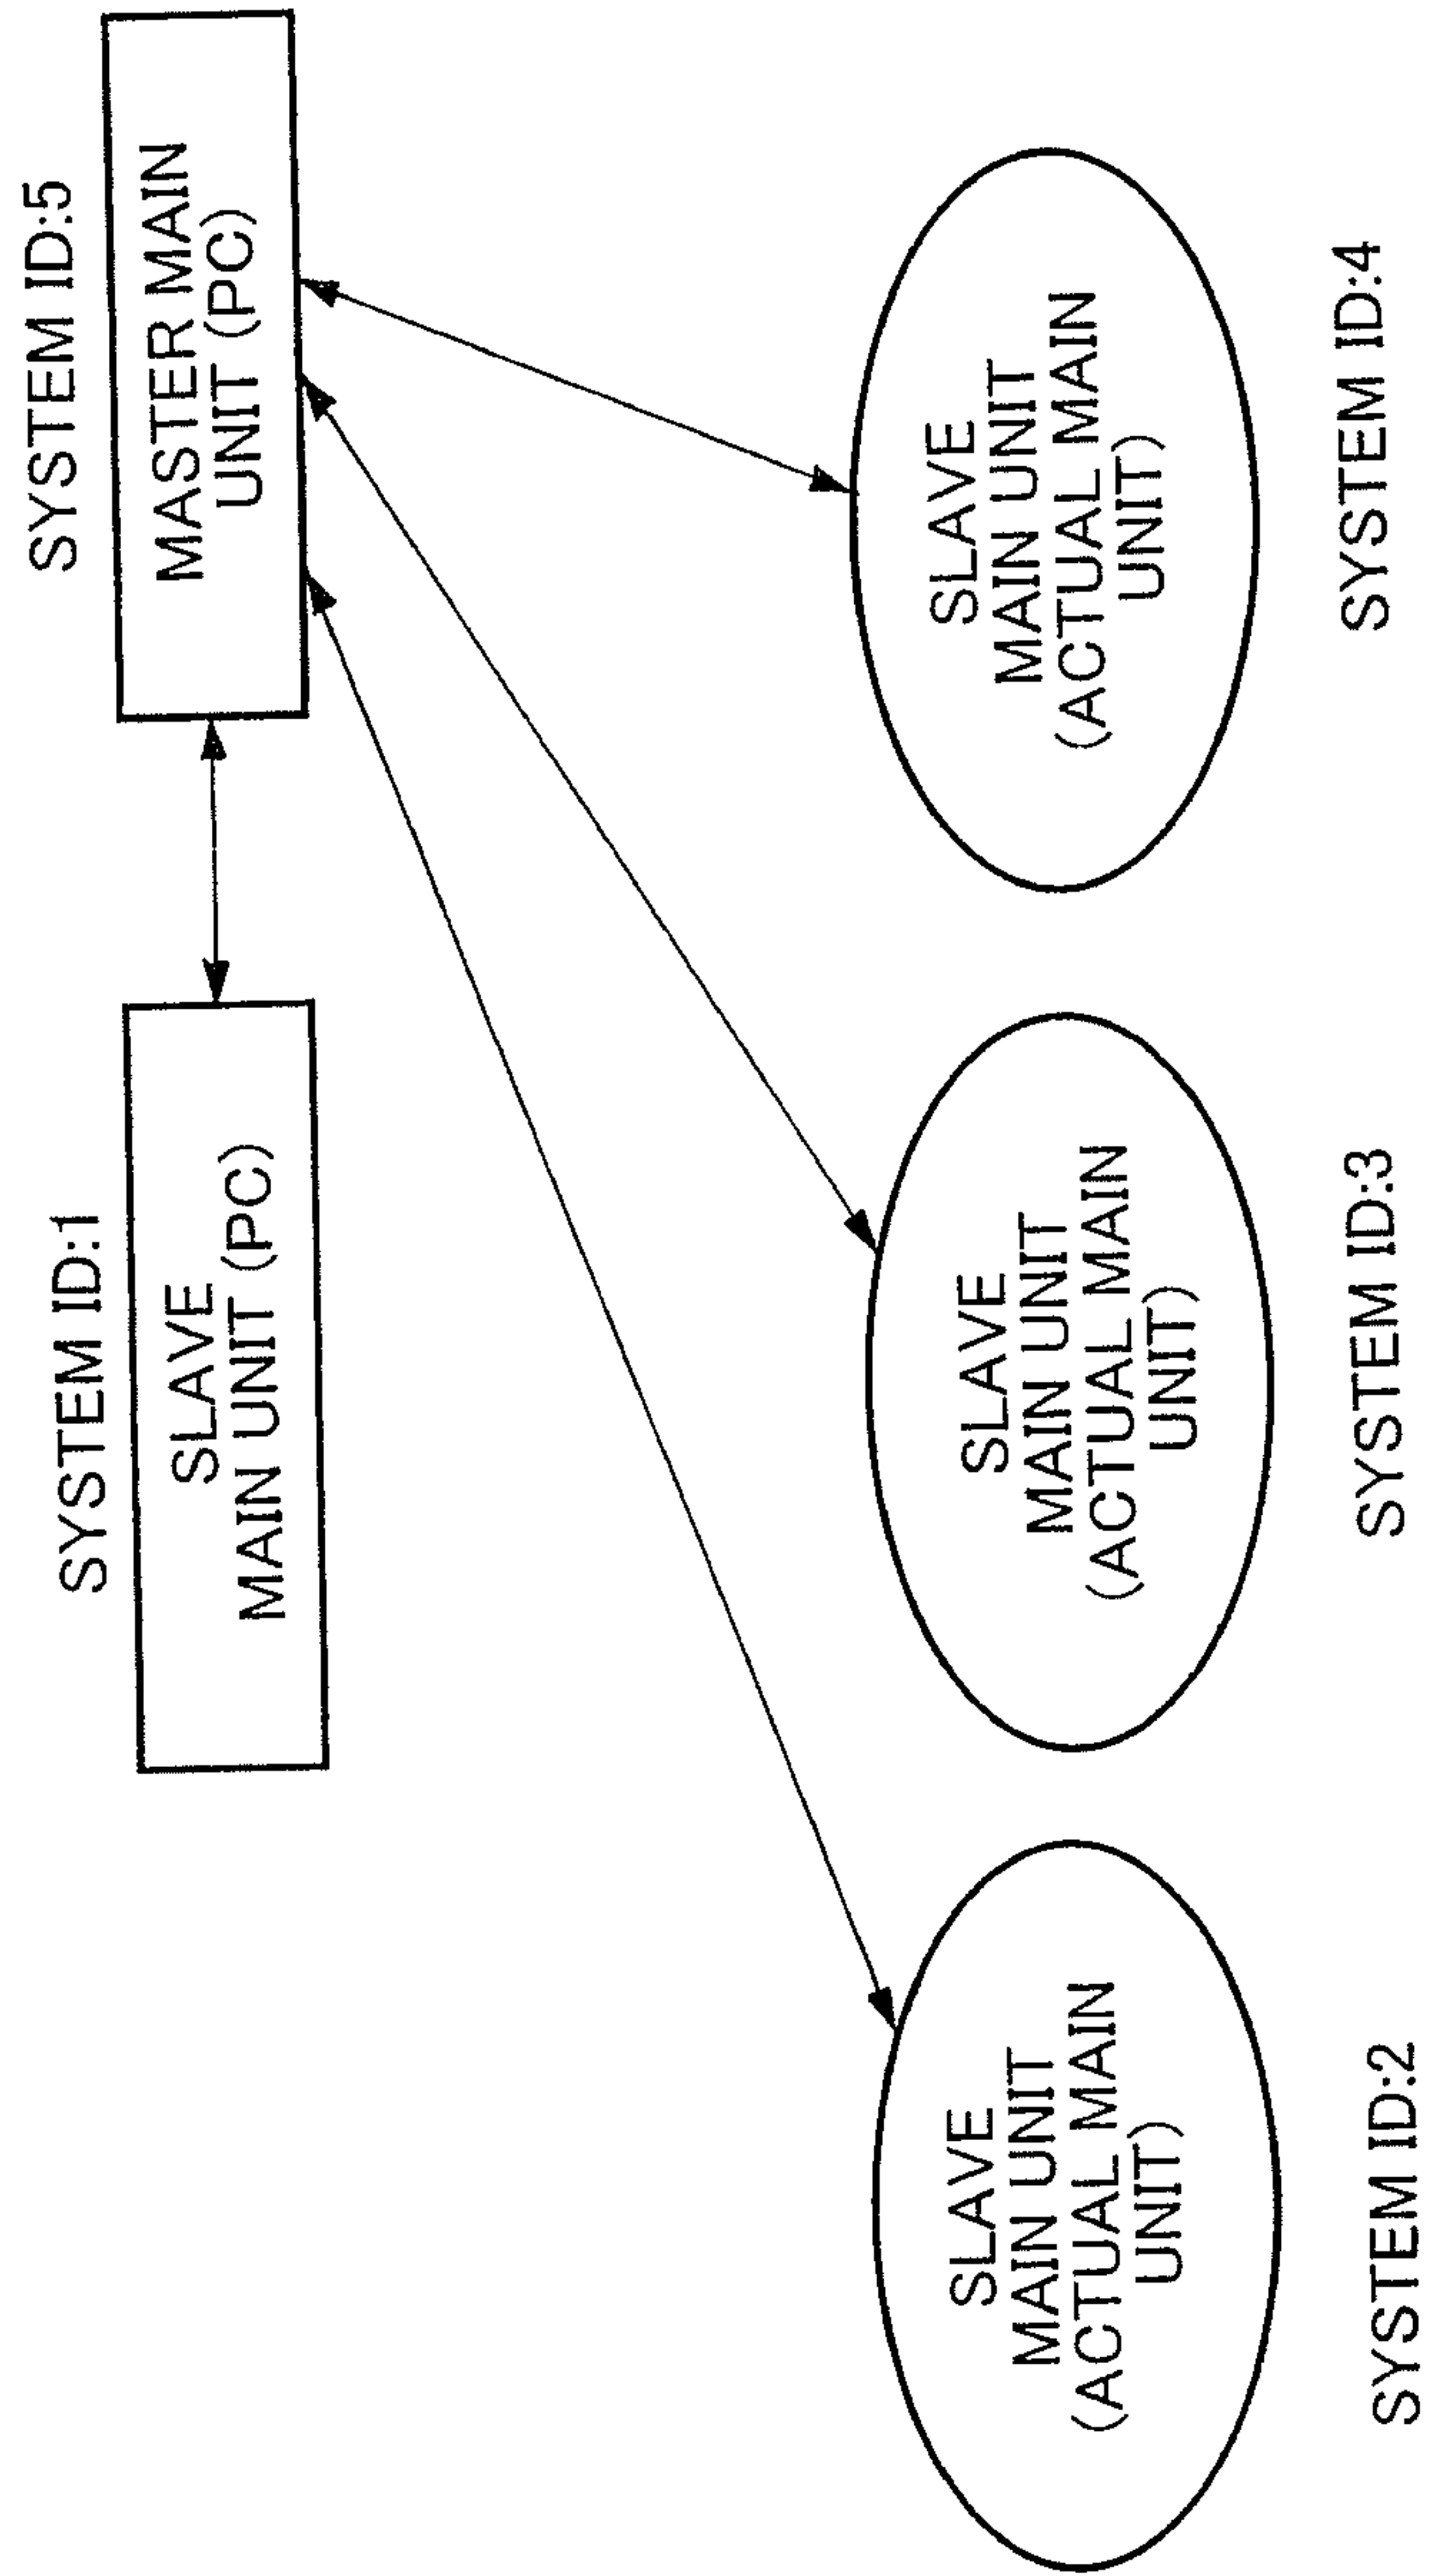 SYSTEM ID:1
SLAVE
MAIN UNIT (PC)
SYSTEM ID:5
MASTER MAIN
UNIT (PC)
SLAVE
MAIN UNIT
(ACTUAL MAIN
UNIT)
SYSTEM ID:2
SLAVE
MAIN UNIT
(ACTUAL MAIN
UNIT)
SYSTEM ID:3
SLAVE
MAIN UNIT
(ACTUAL MAIN
UNIT)
SYSTEM ID:4